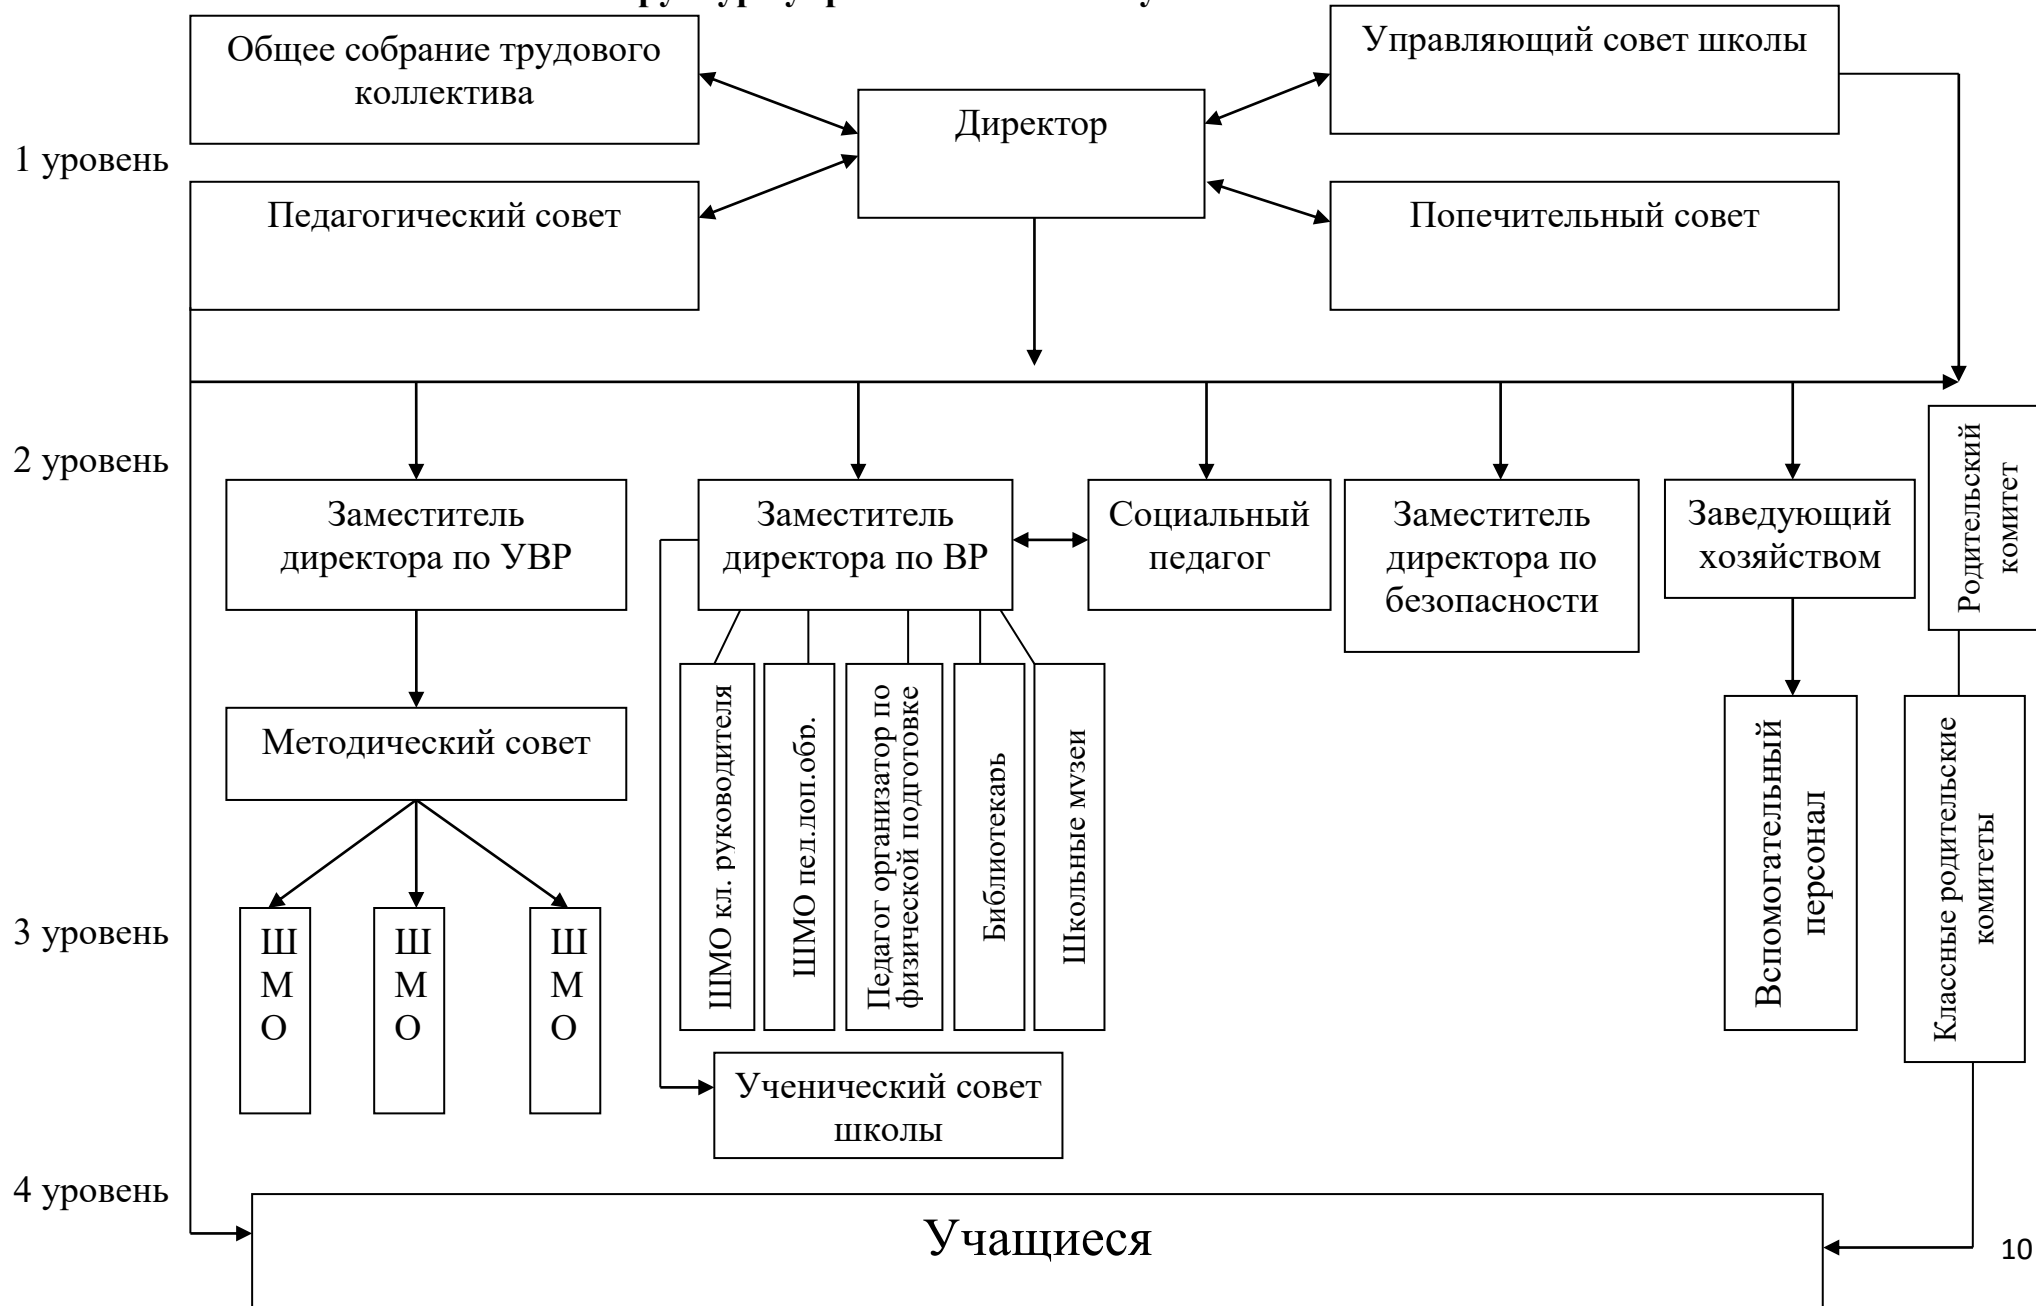 Общее собрание трудового
коллектива
Управляющий совет школы
Директор
1 уровень
Педагогический совет
Попечительный совет
2 уровень
Заместитель
директора по УВР
Заместитель
директора по ВР
Социальный
педагог
Заместитель
директора по
безопасности
Заведующий
хозяйством
Родительский
комитет
Методический совет
ШМО кл. руководителя
ШМО пед.доп.обр.
Педагог организатор по
физической подготовке
Библиотекарь
Школьные музеи
Вспомогательный
персонал
Классные родительские
комитеты
3 уровень
Ш
М
О
Ш
М
О
Ш
М
О
Ученический совет
школы
4 уровень
Учащиеся
10